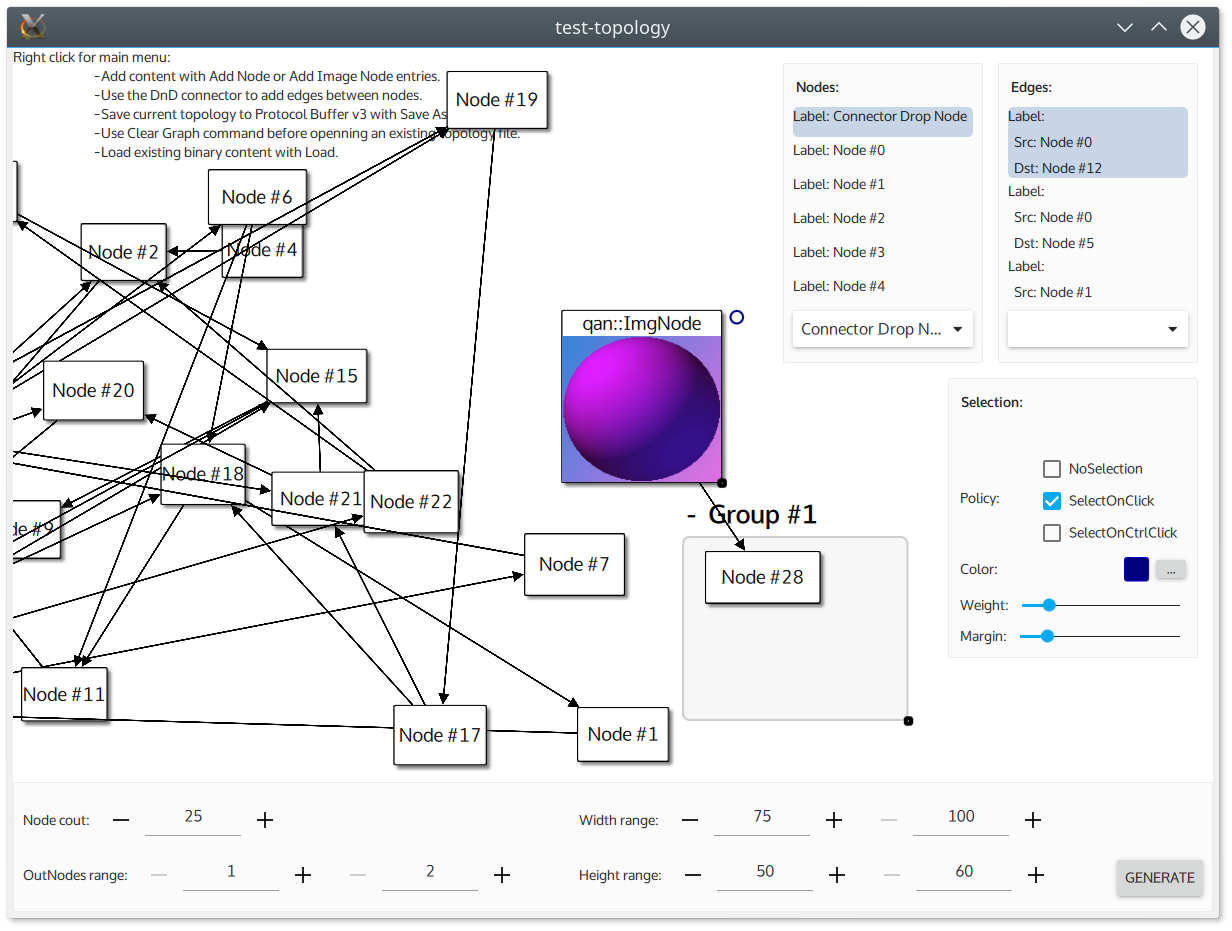 test-topology
Right click for main menu:
-Add content with Add Node or Add Image Node entries.
-Use the DnD connector to add edges between nodes.
-Save current topology to Protocol Buffer v3 with Save As
-Use Clear Graph command before openning an existing topology file.
-Load existing binary content with Load.
Node #19
Node #6
Node #2
Node #4
qan::ImgNode
Node #15
Node #20
Node #18
Node #21
Node #22
de #9
- Group #1
Node #7
Node #28
Node #11
Node #17
Node #1
Nodes:
Label: Connector Drop Node
Label: Node #0
Label: Node #1
Label: Node #2
Label: Node #3
Label: Node #4
Connector Drop N...
Edges:
Label:
Src: Node #0
Dst: Node #12
Label:
Src: Node #0
Dst: Node #5
Label:
Src: Node #1
Selection:
NoSelection
Policy:
SelectOnClick
SelectOnCtrlClick
Color:
...
Weight:
Margin:
Node cout: — 25 +
Width range: — 75 + — 100 +
OutNodes range: — 1 + — 2 +
Height range: — 50 + — 60 +
GENERATE